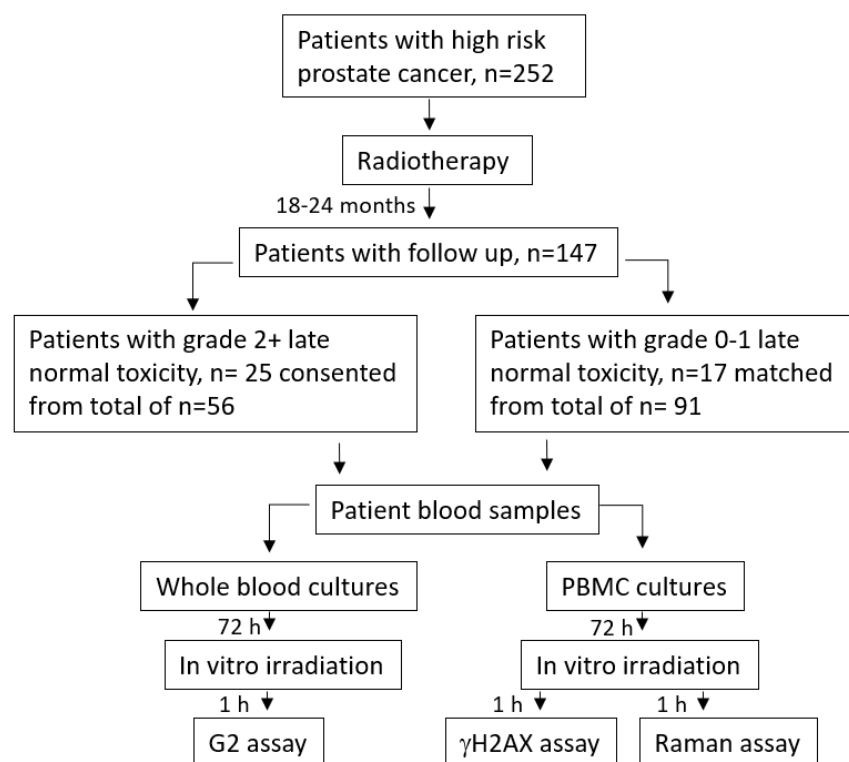 Patients with high risk
prostate cancer, n=252
Radiotherapy
18-24 months
Patients with follow up, n=147
Patients with grade 2+ late
normal toxicity, n= 25 consented
from total of n=56
Patients with grade 0-1 late
normal toxicity, n=17 matched
from total of n= 91
Patient blood samples
Whole blood cultures
PBMC cultures
72 h
72 h
In vitro irradiation
In vitro irradiation
1 h
1 h
1 h
G2 assay
γH2AX assay
Raman assay